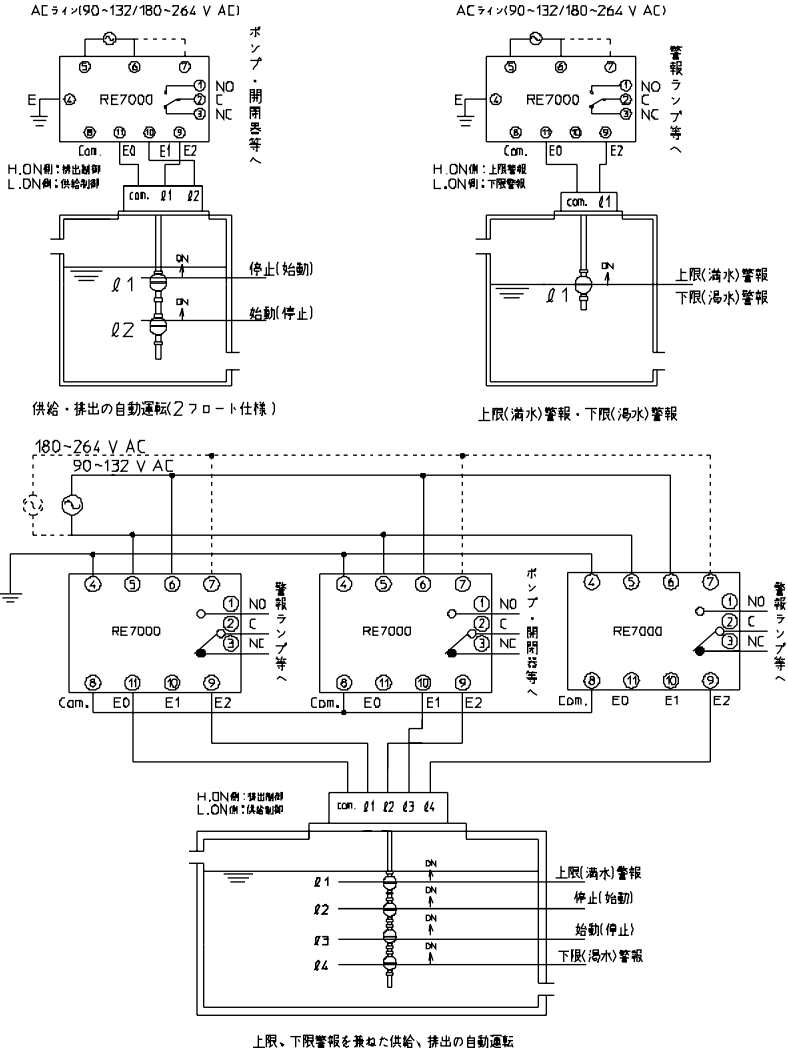 ACライン(90~132/180~264 V AC)
5 6 7
E 4 RE7000
1 NO
2 C
3 NC
8 11 10 9
Com. E0 E1 E2
ポンプ・開閉器等へ
H.ON側:排出制御
L.ON側:供給制御
com. ℓ1 ℓ2
ON
停止(始動)
ℓ1
ON
始動(停止)
ℓ2
供給・排出の自動運転(2フロート仕様)
ACライン(90~132/180~264 V AC)
5 6 7
E 4 RE7000
1 NO
2 C
3 NC
8 11 10 9
Com. E0 E2
警報ランプ等へ
H.ON側:上限警報
L.ON側:下限警報
com. ℓ1
ON
上限(満水)警報
ℓ1
下限(渇水)警報
上限(満水)警報・下限(渇水)警報
180~264 V AC
90~132 V AC
4 5 6 7
RE7000
1 NO
2 C
3 NC
8 11 10 9
Com. E0 E1 E2
警報ランプ等へ
4 5 6 7
RE7000
1 NO
2 C
3 NC
8 11 10 9
Com. E0 E1 E2
ポンプ・開閉器等へ
4 5 6 7
RE7000
1 NO
2 C
3 NC
8 11 10 9
Com. E0 E1 E2
警報ランプ等へ
H.ON側:排出制御
L.ON側:供給制御
com. ℓ1 ℓ2 ℓ3 ℓ4
ON
ℓ1 上限(満水)警報
ON
ℓ2 停止(始動)
ON
ℓ3 始動(停止)
ON
ℓ4 下限(渇水)警報
上限、下限警報を兼ねた供給、排出の自動運転